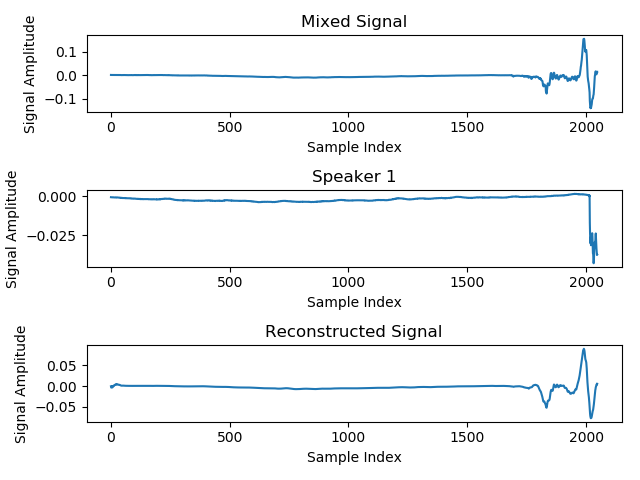 Mixed Signal
Signal Amplitude
0.1
0.0
−0.1
0 500 1000 1500 2000
Sample Index
Speaker 1
Signal Amplitude
0.000
−0.025
0 500 1000 1500 2000
Sample Index
Reconstructed Signal
Signal Amplitude
0.05
0.00
−0.05
0 500 1000 1500 2000
Sample Index